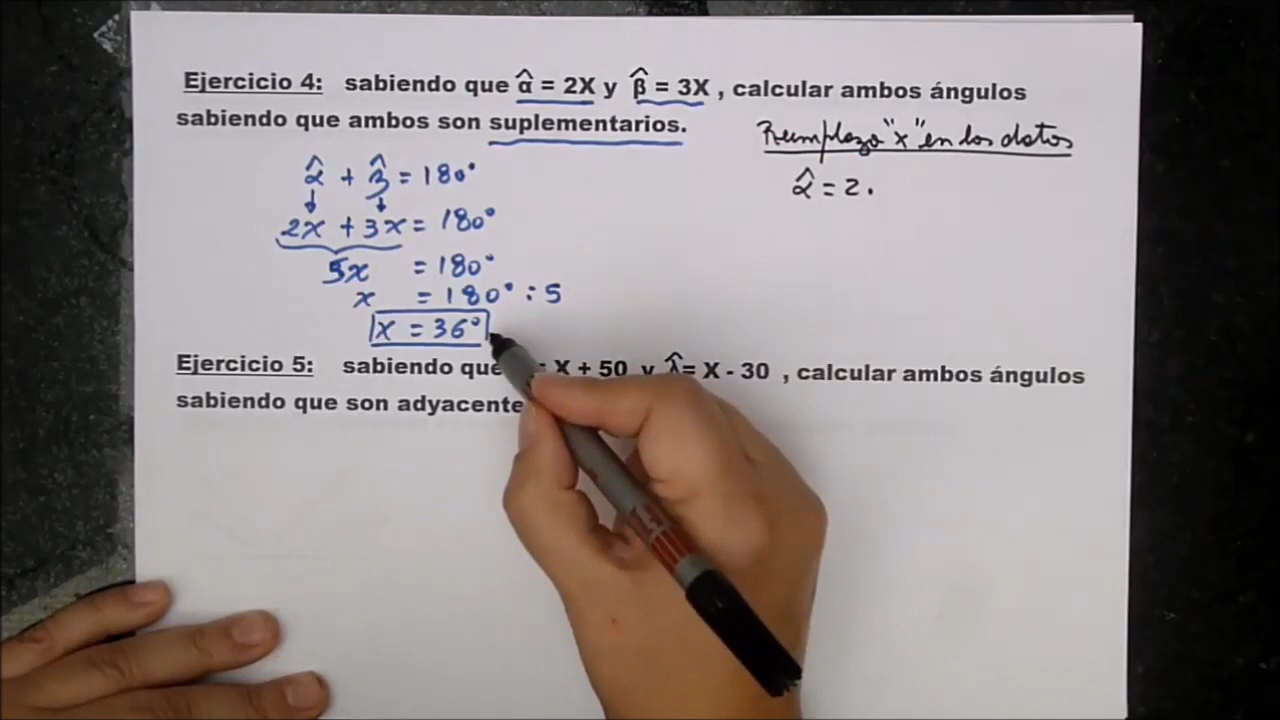 Ejercicio 4: sabiendo que α̂ = 2X y β̂ = 3X , calcular ambos ángulos
sabiendo que ambos son suplementarios.
α̂ + β̂ = 180°
2x + 3x = 180°
5x = 180°
x = 180° : 5
x = 36°
Remplazo "x" en los datos
α̂ = 2 .
Ejercicio 5: sabiendo que = X + 50 y = X - 30 , calcular ambos ángulos
sabiendo que son adyacente